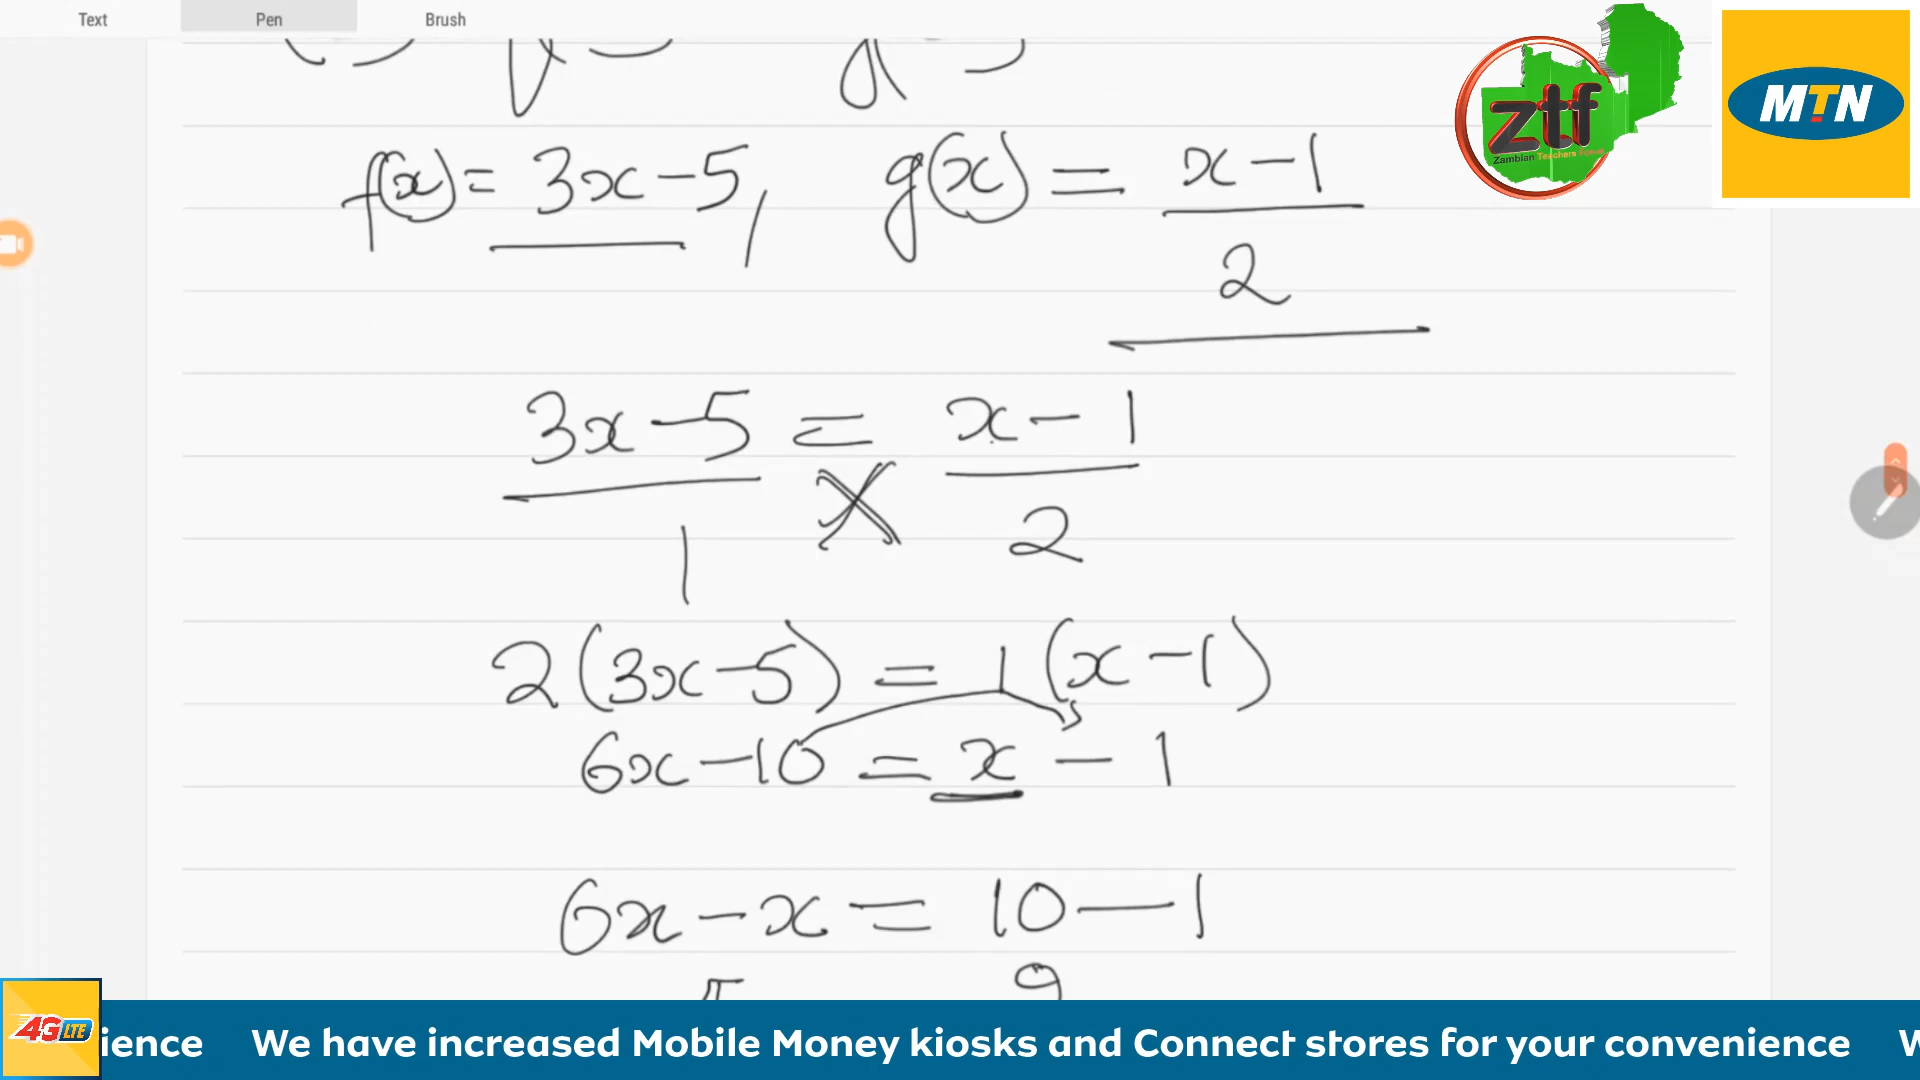 Text Pen Brush
ztf
Zambian Teachers Forum
MTN
f(x) = 3x - 5, g(x) = x - 1
2
3x - 5 = x - 1
1 2
2(3x - 5) = 1(x - 1)
6x - 10 = x - 1
6x - x = 10 - 1
4G LTE
ience We have increased Mobile Money kiosks and Connect stores for your convenience W